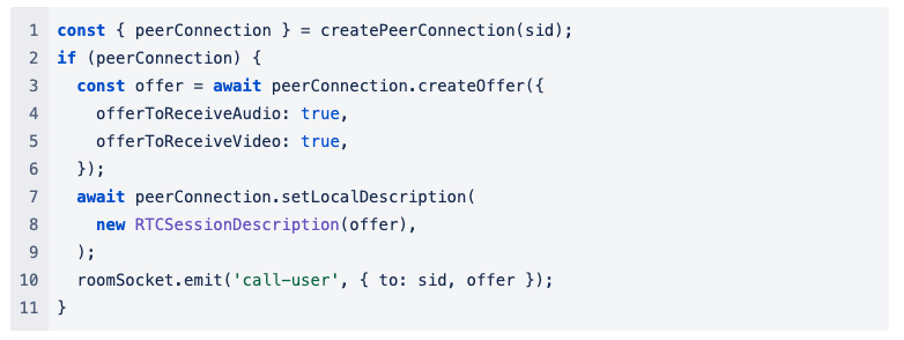 1 const { peerConnection } = createPeerConnection(sid);
2 if (peerConnection) {
3   const offer = await peerConnection.createOffer({
4     offerToReceiveAudio: true,
5     offerToReceiveVideo: true,
6   });
7   await peerConnection.setLocalDescription(
8     new RTCSessionDescription(offer),
9   );
10   roomSocket.emit('call-user', { to: sid, offer });
11 }